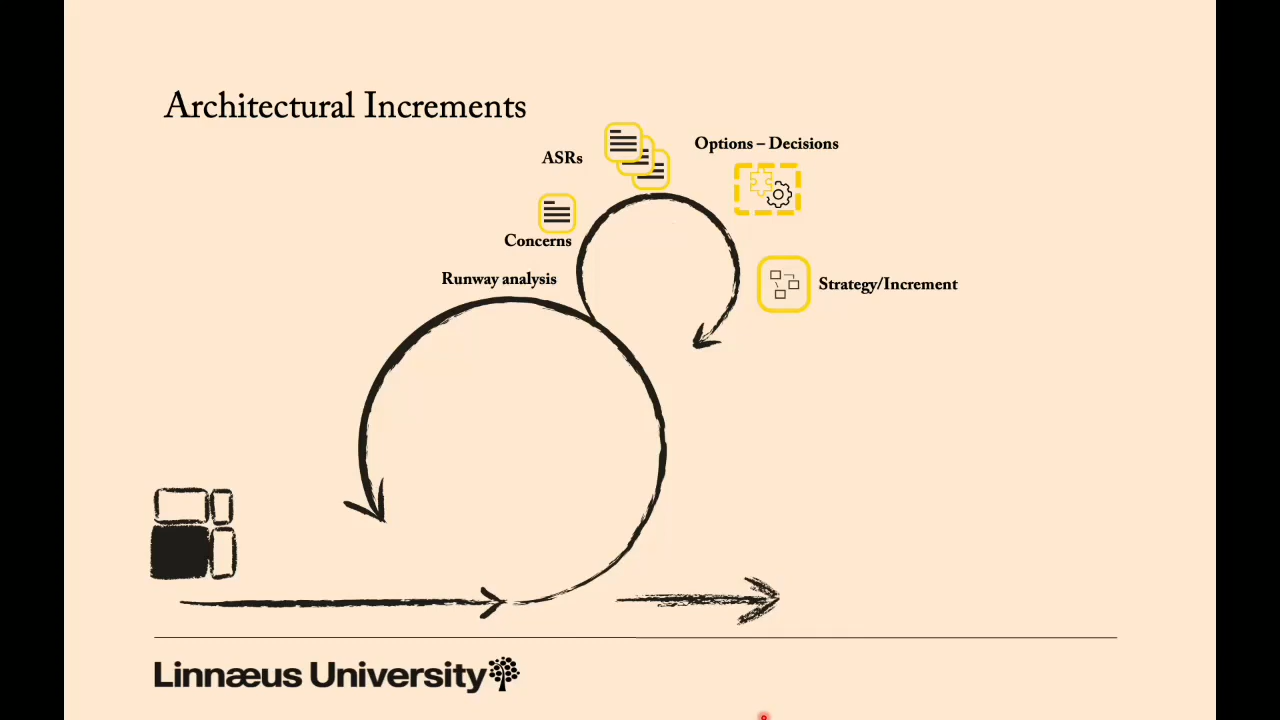 Architectural Increments
ASRs
Options – Decisions
Concerns
Runway analysis
Strategy/Increment
Linnæus University